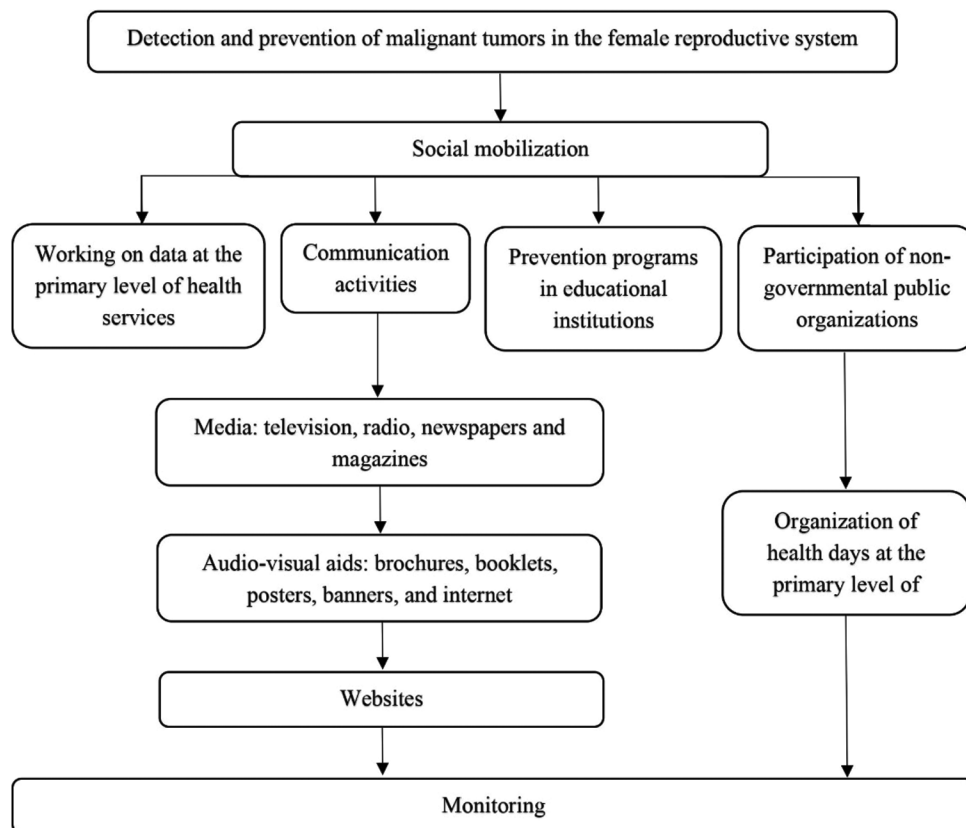 Detection and prevention of malignant tumors in the female reproductive system
Social mobilization
Working on data at the
primary level of health
services
Communication
activities
Prevention programs
in educational
institutions
Participation of non-
governmental public
organizations
Media: television, radio, newspapers and
magazines
Audio-visual aids: brochures, booklets,
posters, banners, and internet
Websites
Organization of
health days at the
primary level of
Monitoring